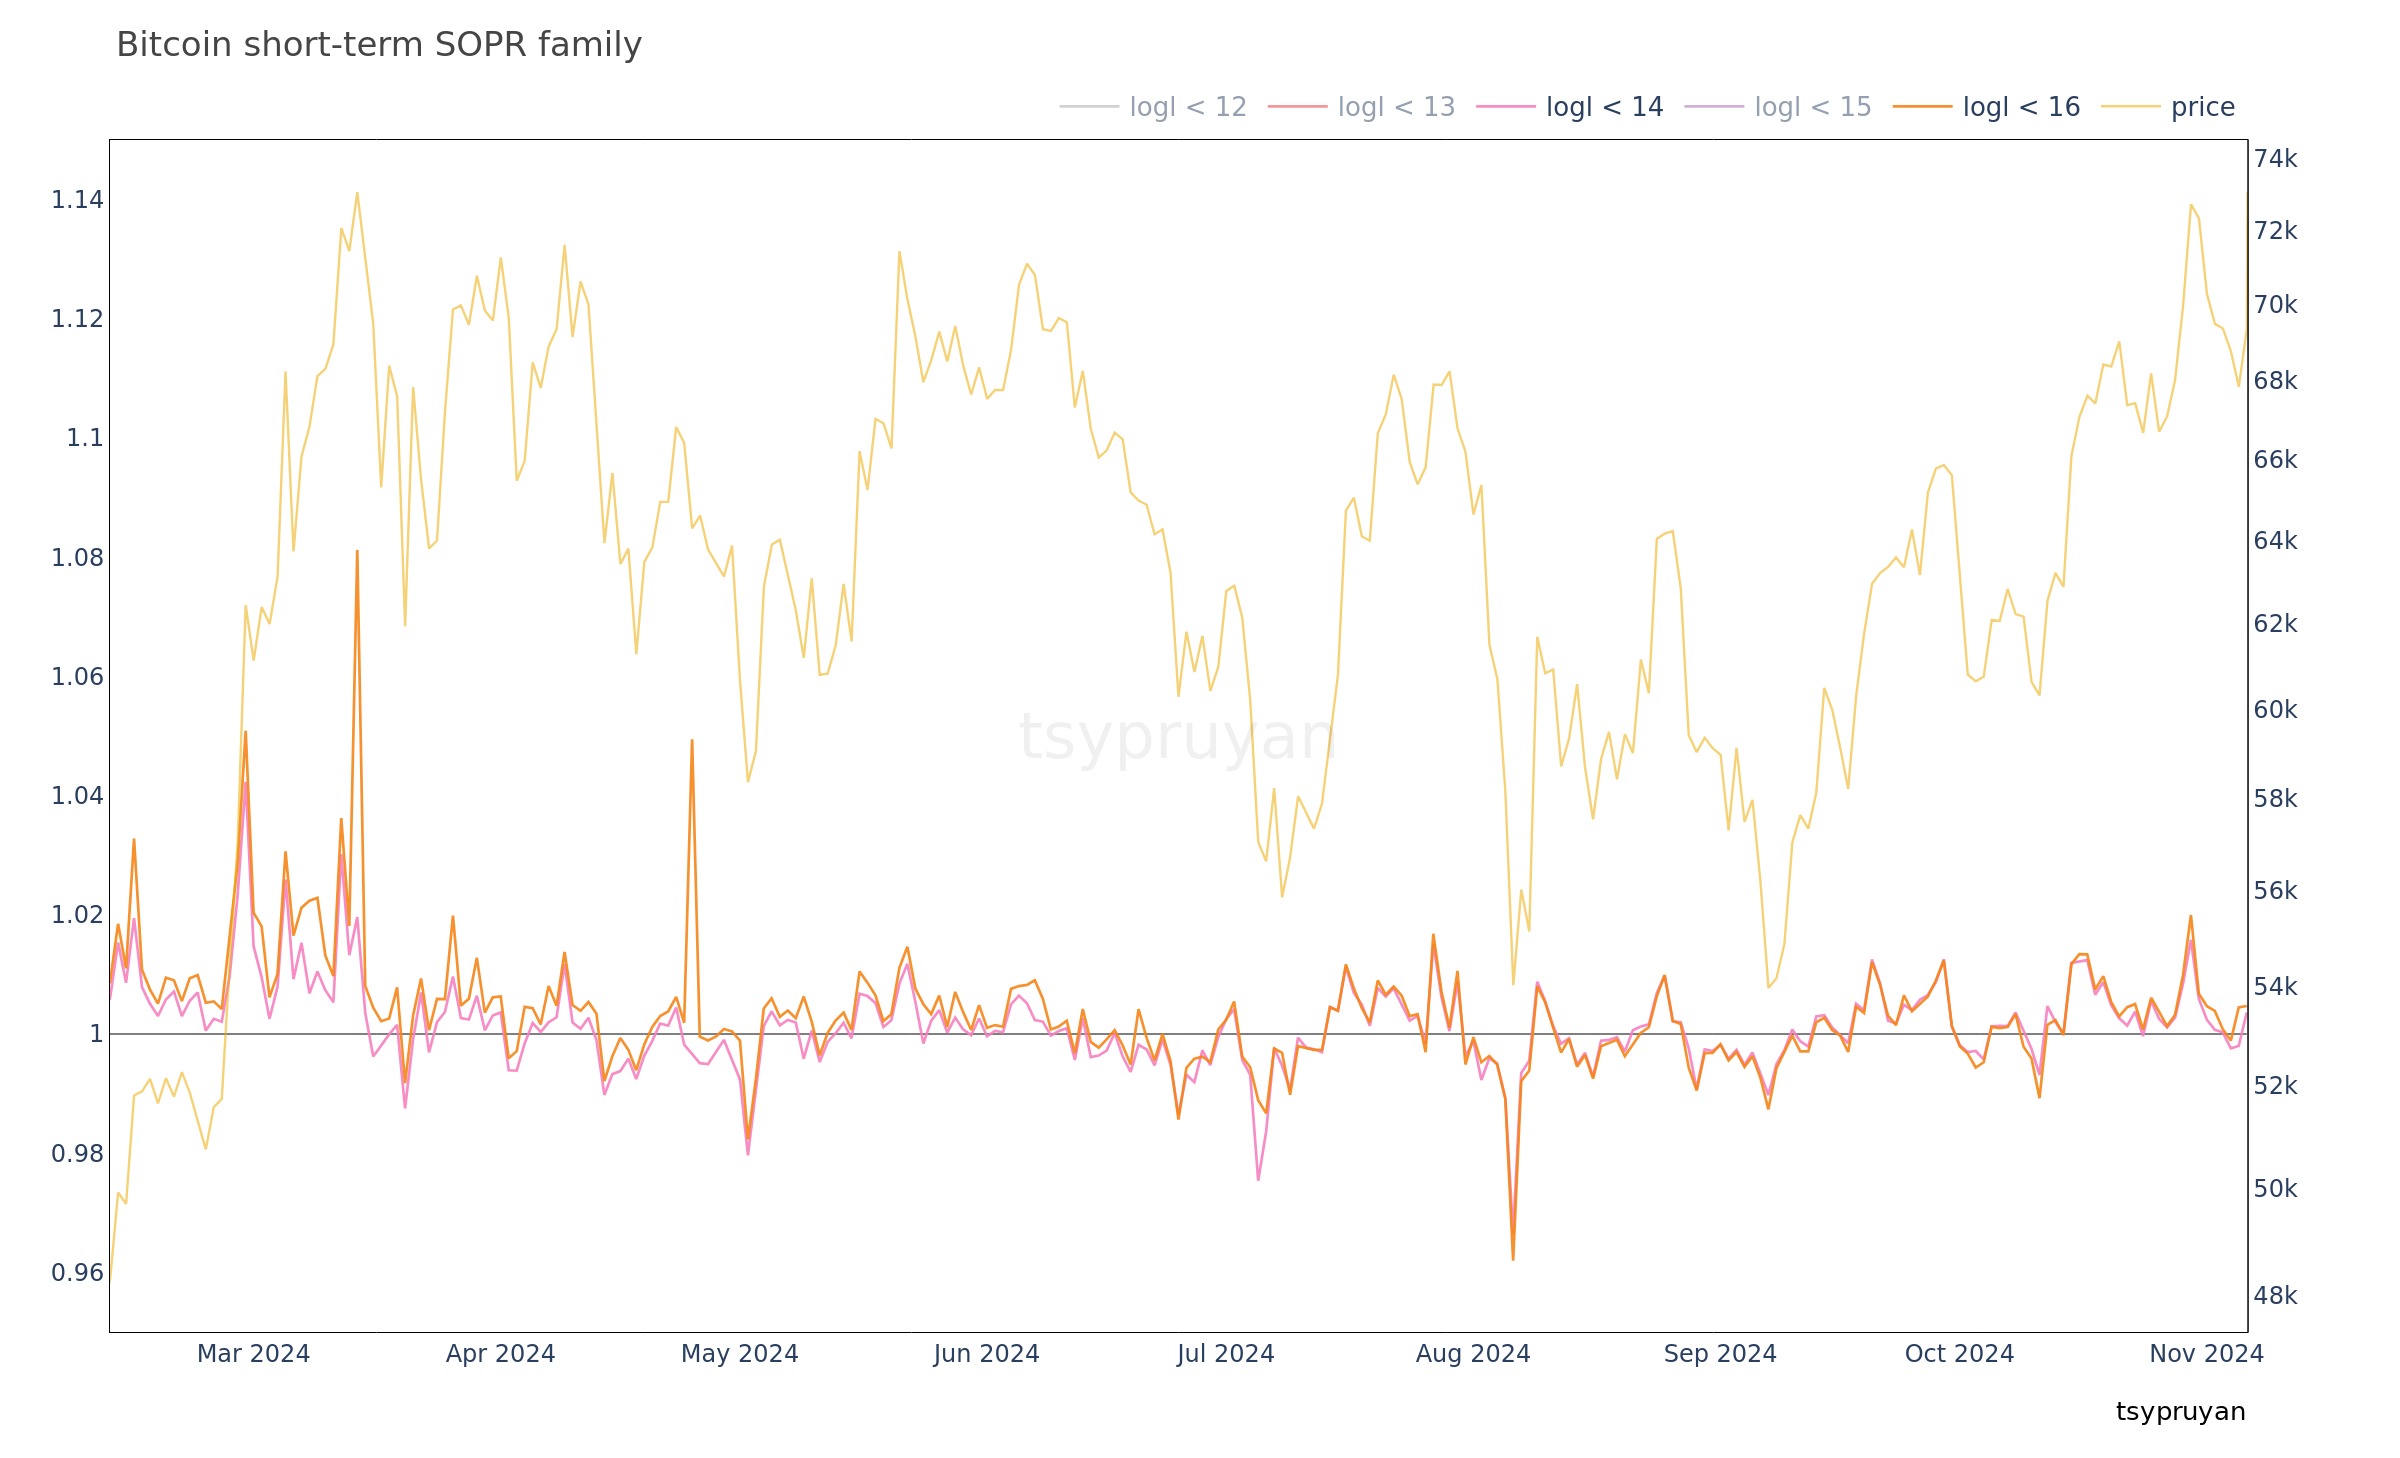 Bitcoin short-term SOPR family
logl < 12 logl < 13 logl < 14 logl < 15 logl < 16 price
1.14
1.12
1.1
1.08
1.06
1.04
1.02
1
0.98
0.96
74k
72k
70k
68k
66k
64k
62k
60k
58k
56k
54k
52k
50k
48k
tsypruyan
Mar 2024 Apr 2024 May 2024 Jun 2024 Jul 2024 Aug 2024 Sep 2024 Oct 2024 Nov 2024
tsypruyan